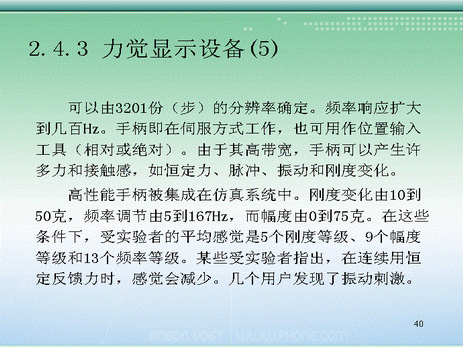 2.4.3 力觉显示设备(5)
可以由3201份（步）的分辨率确定。频率响应扩大
到几百Hz。手柄即在伺服方式工作，也可用作位置输入
工具（相对或绝对）。由于其高带宽，手柄可以产生许
多力和接触感，如恒定力、脉冲、振动和刚度变化。
高性能手柄被集成在仿真系统中。刚度变化由10到
50克，频率调节由5到167Hz，而幅度由0到75克。在这些
条件下，受实验者的平均感觉是5个刚度等级、9个幅度
等级和13个频率等级。某些受实验者指出，在连续用恒
定反馈力时，感觉会减少。几个用户发现了振动刺激。
40